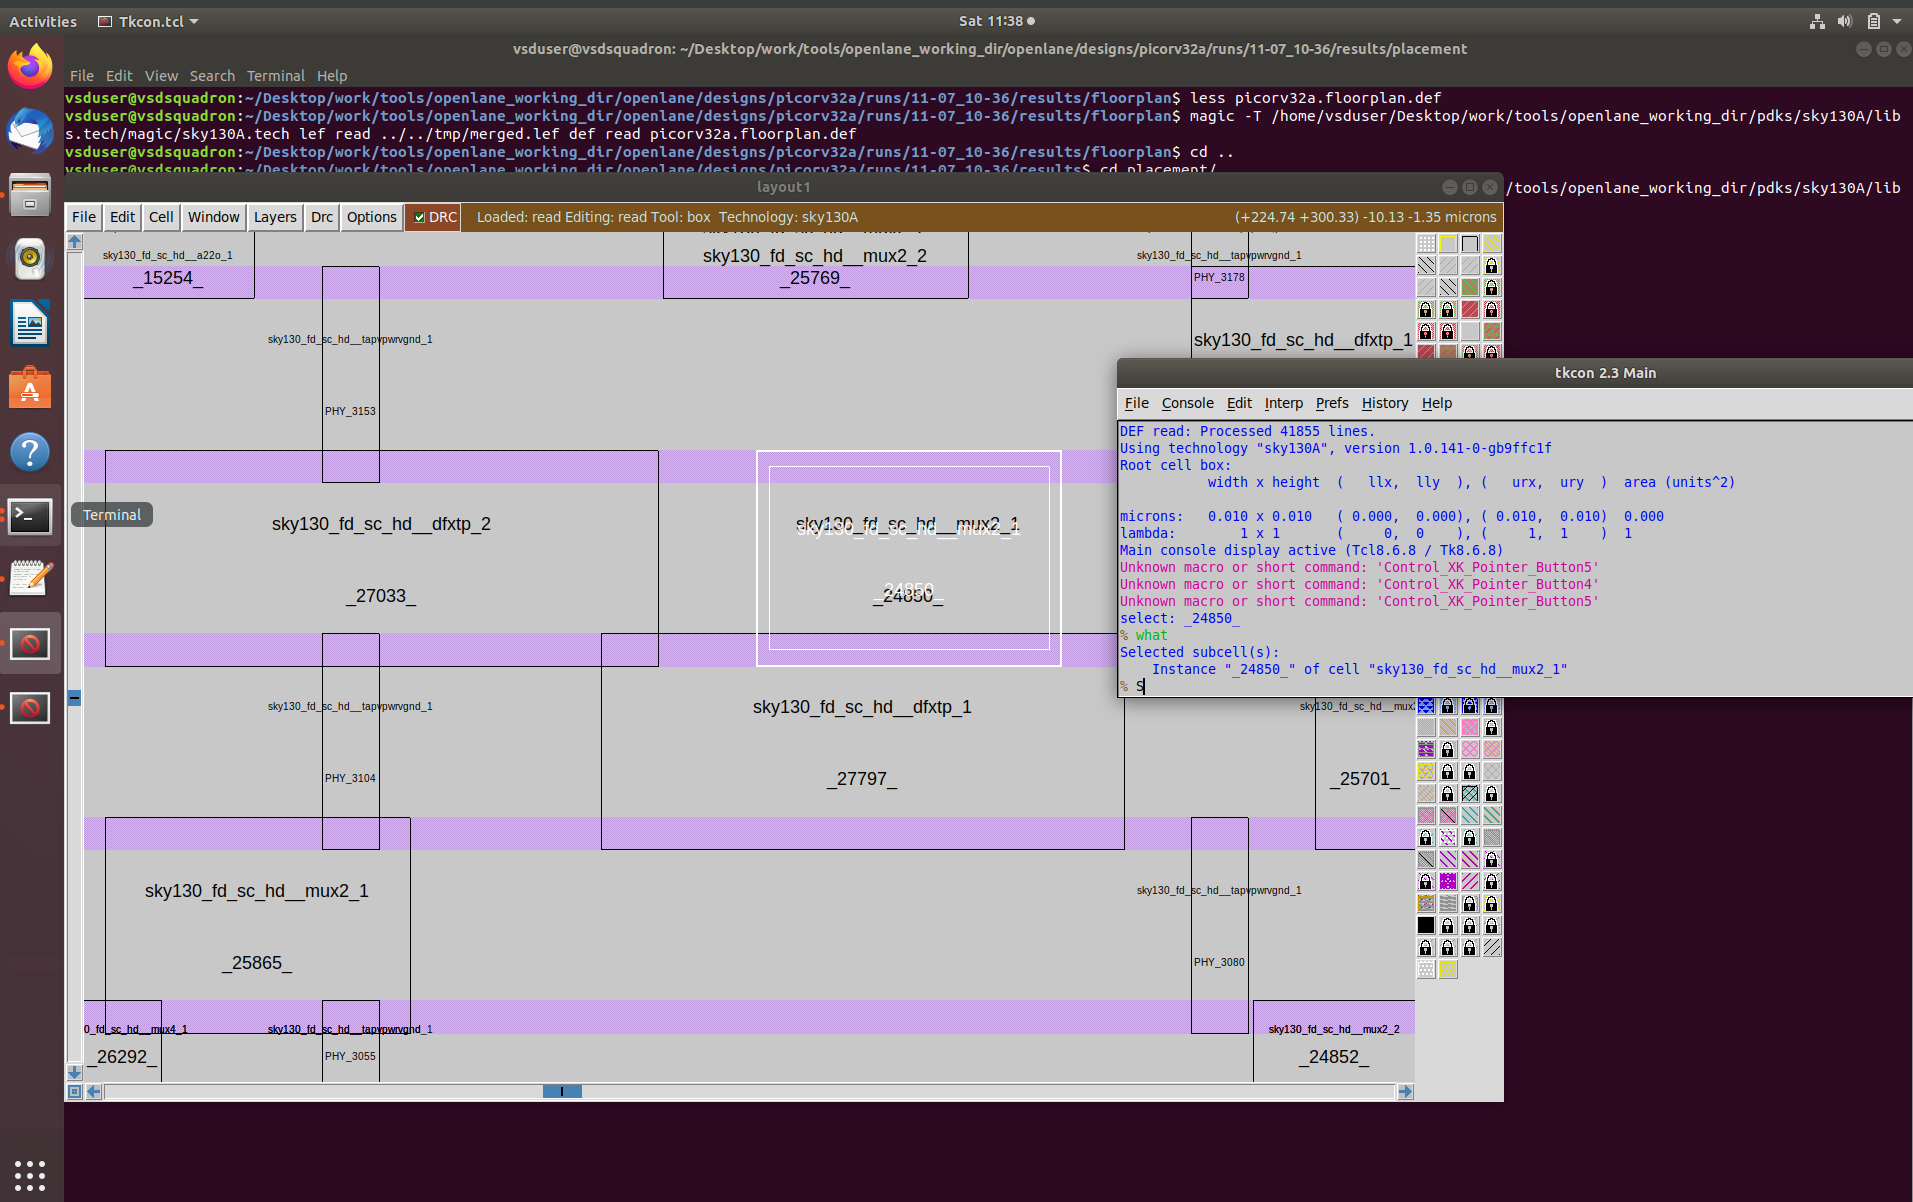 Activities Tkcon.tcl Sat 11:38
vsduser@vsdsquadron: ~/Desktop/work/tools/openlane_working_dir/openlane/designs/picorv32a/runs/11-07_10-36/results/placement
File Edit View Search Terminal Help
vsduser@vsdsquadron:~/Desktop/work/tools/openlane_working_dir/openlane/designs/picorv32a/runs/11-07_10-36/results/floorplan$ less picorv32a.floorplan.def
vsduser@vsdsquadron:~/Desktop/work/tools/openlane_working_dir/openlane/designs/picorv32a/runs/11-07_10-36/results/floorplan$ magic -T /home/vsduser/Desktop/work/tools/openlane_working_dir/pdks/sky130A/lib
s.tech/magic/sky130A.tech lef read ../../tmp/merged.lef def read picorv32a.floorplan.def
vsduser@vsdsquadron:~/Desktop/work/tools/openlane_working_dir/openlane/designs/picorv32a/runs/11-07_10-36/results/floorplan$ cd ..
vsduser@vsdsquadron:~/Desktop/work/tools/openlane_working_dir/openlane/designs/picorv32a/runs/11-07_10-36/results$ cd placement/
/tools/openlane_working_dir/pdks/sky130A/lib
layout1
File Edit Cell Window Layers Drc Options DRC Loaded: read Editing: read Tool: box Technology: sky130A (+224.74 +300.33) -10.13 -1.35 microns
sky130_fd_sc_hd__a22o_1
_15254_
sky130_fd_sc_hd__mux2_2
_25769_
sky130_fd_sc_hd__tapvpwrvgnd_1
PHY_3178
sky130_fd_sc_hd__tapvpwrvgnd_1
PHY_3153
sky130_fd_sc_hd__dfxtp_1
sky130_fd_sc_hd__dfxtp_2
_27033_
sky130_fd_sc_hd__mux2_1
sky130_fd_sc_hd__mux2_1
_24850_
_24850_
Terminal
sky130_fd_sc_hd__tapvpwrvgnd_1
PHY_3104
sky130_fd_sc_hd__dfxtp_1
_27797_
sky130_fd_sc_hd__mux
_25701_
sky130_fd_sc_hd__mux2_1
_25865_
sky130_fd_sc_hd__tapvpwrvgnd_1
PHY_3080
0_fd_sc_hd__mux4_1
_26292_
sky130_fd_sc_hd__tapvpwrvgnd_1
PHY_3055
sky130_fd_sc_hd__mux2_2
_24852_
tkcon 2.3 Main
File Console Edit Interp Prefs History Help
DEF read: Processed 41855 lines.
Using technology "sky130A", version 1.0.141-0-gb9ffc1f
Root cell box:
width x height ( llx, lly ), ( urx, ury ) area (units^2)
microns: 0.010 x 0.010 ( 0.000, 0.000), ( 0.010, 0.010) 0.000
lambda: 1 x 1 ( 0, 0 ), ( 1, 1 ) 1
Main console display active (Tcl8.6.8 / Tk8.6.8)
Unknown macro or short command: 'Control_XK_Pointer_Button5'
Unknown macro or short command: 'Control_XK_Pointer_Button4'
Unknown macro or short command: 'Control_XK_Pointer_Button5'
select: _24850_
% what
Selected subcell(s):
Instance "_24850_" of cell "sky130_fd_sc_hd__mux2_1"
% S